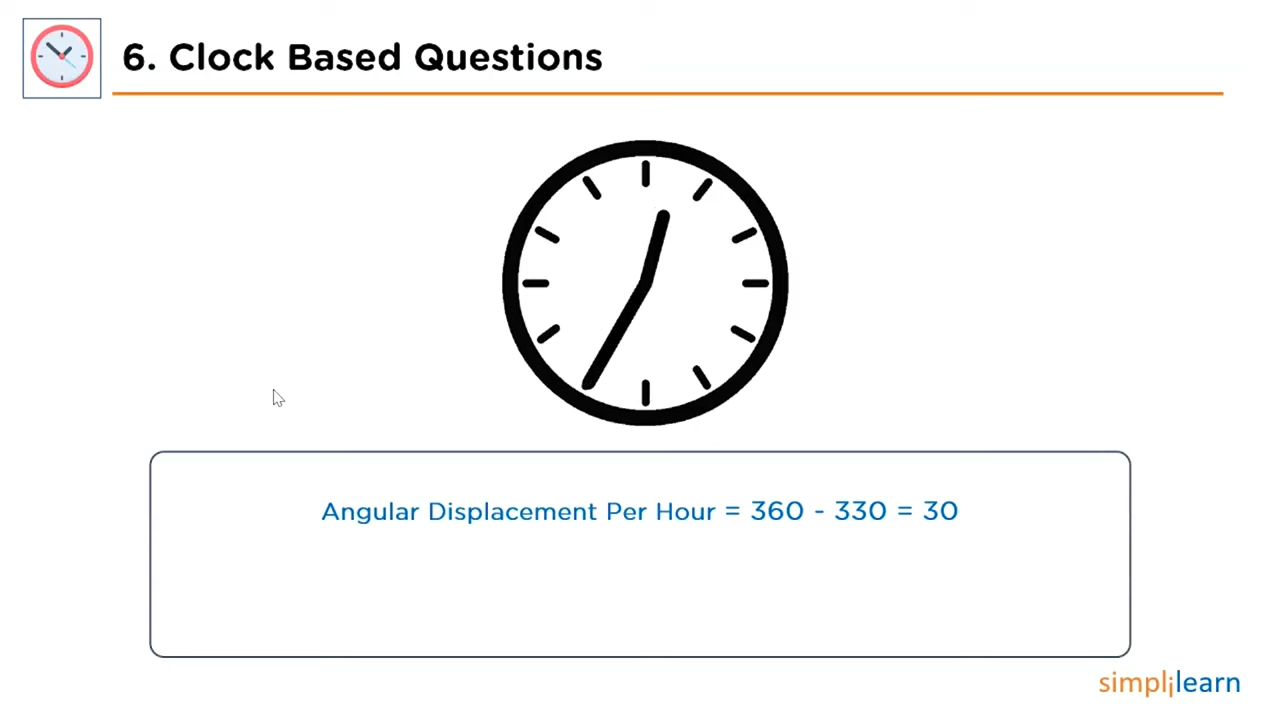 6. Clock Based Questions
Angular Displacement Per Hour = 360 - 330 = 30
simplilearn